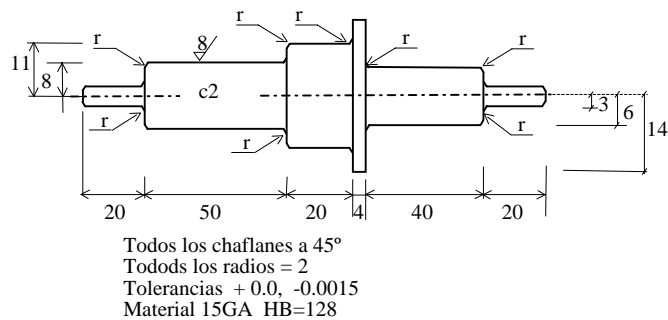 r
8
r
r
r
r
11
8
c2
3
6
14
r
r
r
20
50
20
4
40
20
Todos los chaflanes a 45º
Todods los radios = 2
Tolerancias + 0.0, -0.0015
Material 15GA HB=128